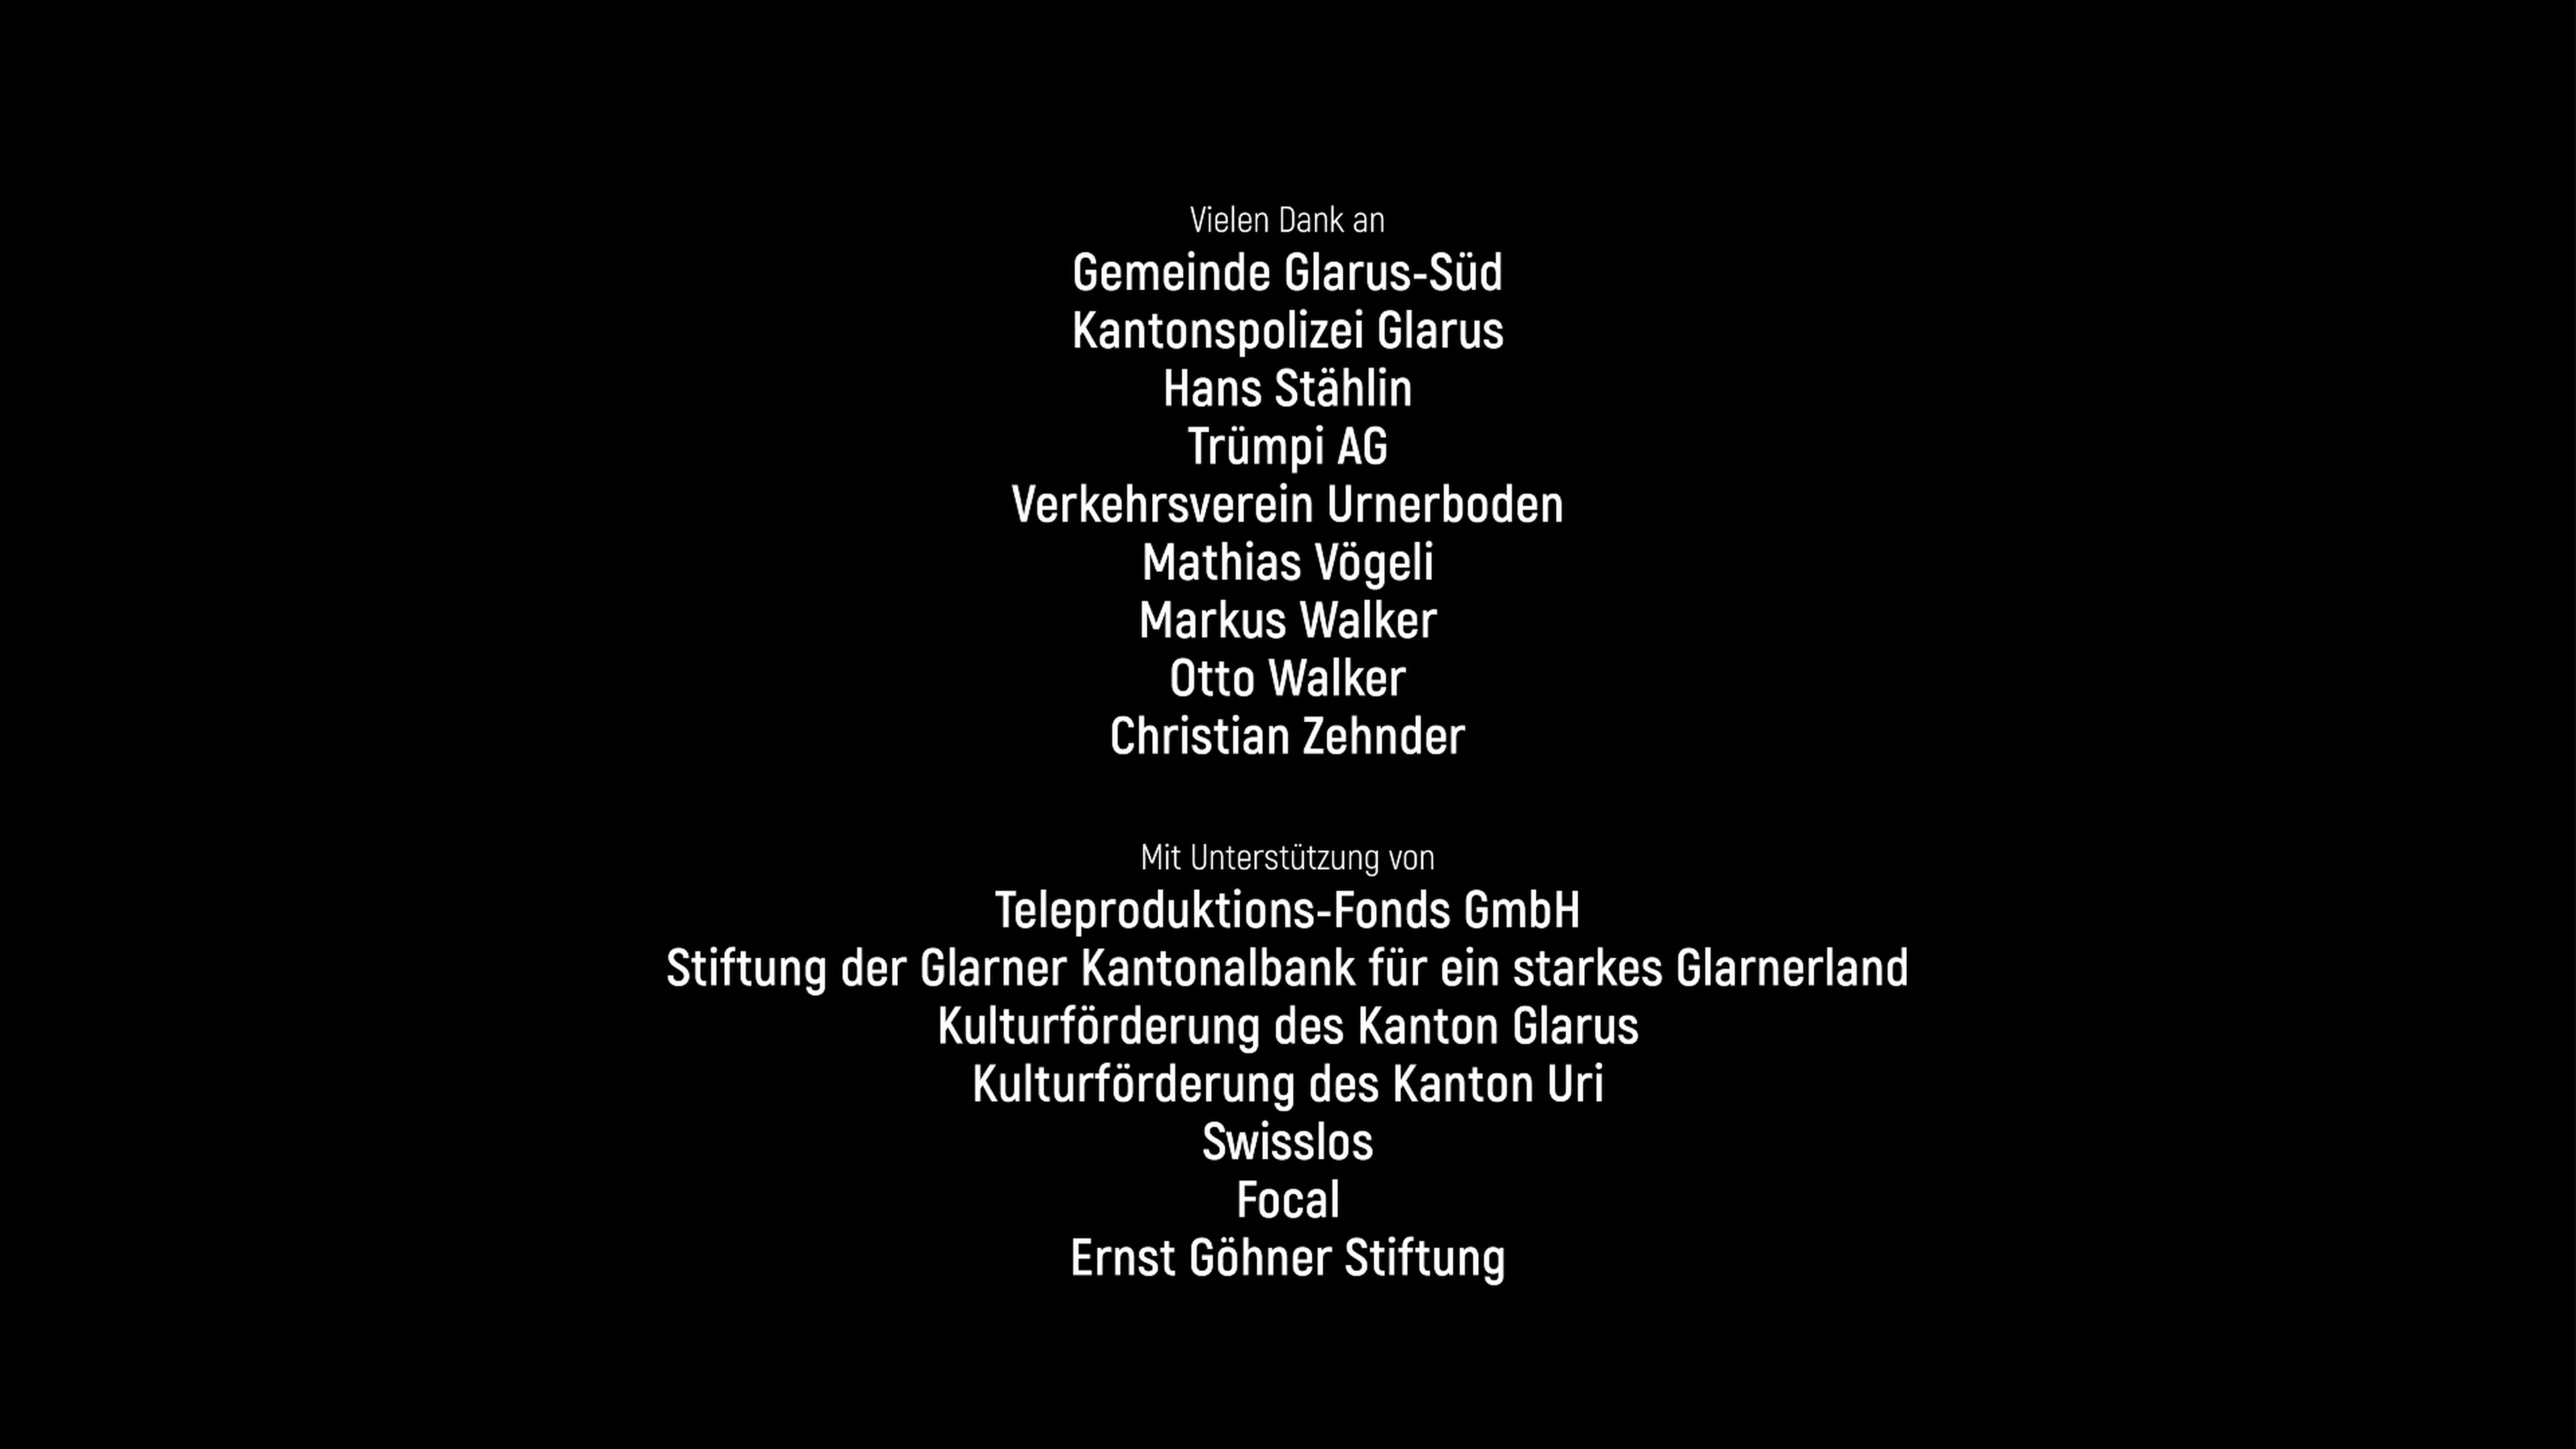 Vielen Dank an
Gemeinde Glarus-Süd
Kantonspolizei Glarus
Hans Stählin
Trümpi AG
Verkehrsverein Urnerboden
Mathias Vögeli
Markus Walker
Otto Walker
Christian Zehnder
Mit Unterstützung von
Teleproduktions-Fonds GmbH
Stiftung der Glarner Kantonalbank für ein starkes Glarnerland
Kulturförderung des Kanton Glarus
Kulturförderung des Kanton Uri
Swisslos
Focal
Ernst Göhner Stiftung